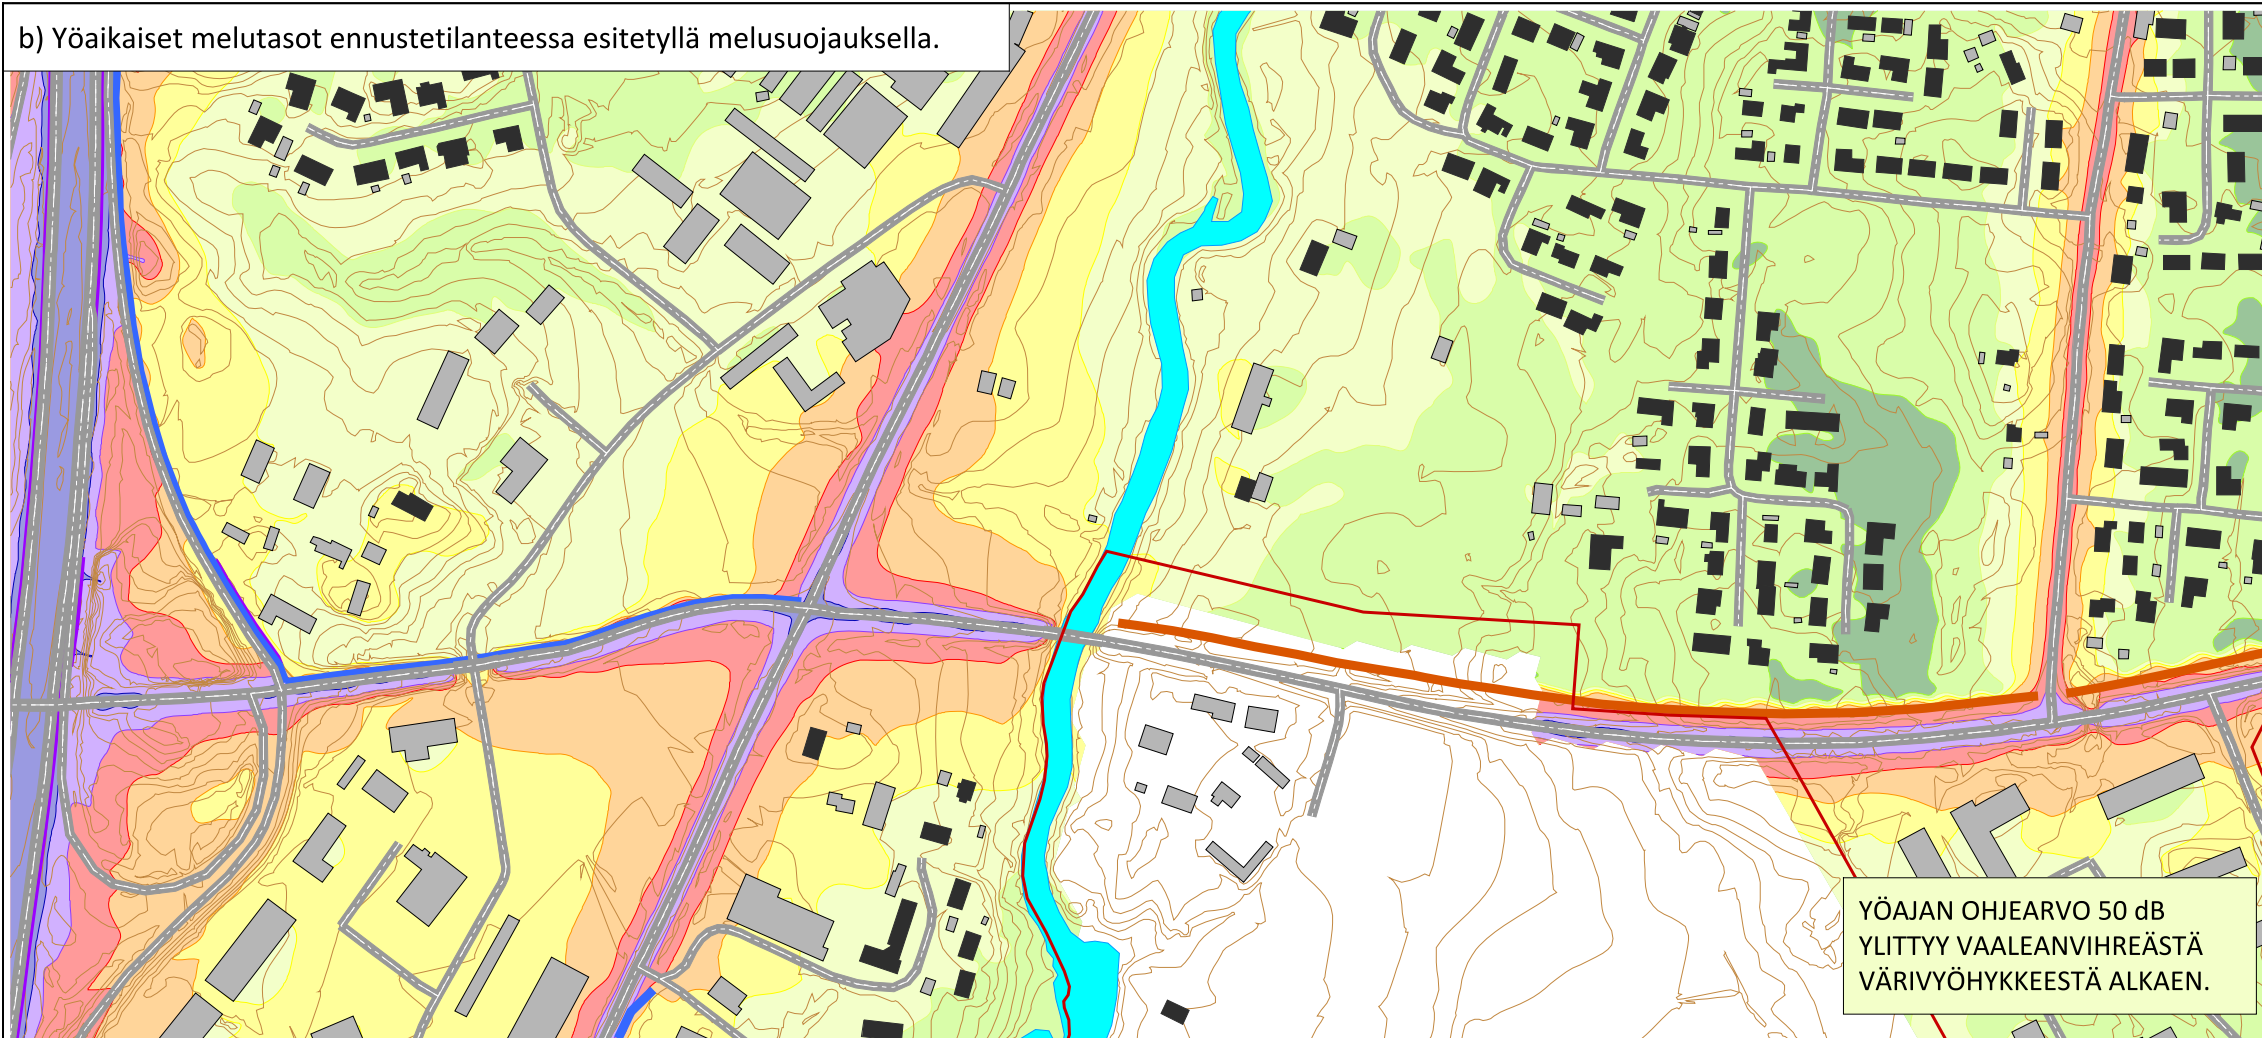 b) Yöaikaiset melutasot ennustetilanteessa esitetyllä melusuojauksella.
YÖAJAN OHJEARVO 50 dB
YLITTYY VAALEANVIHREÄSTÄ
VÄRIVYÖHYKKEESTÄ ALKAEN.